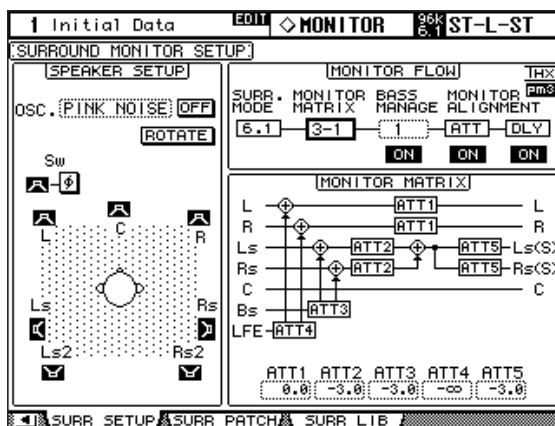 1 Initial Data EDIT ◇MONITOR 96k 6.1 ST-L-ST
SURROUND MONITOR SETUP
SPEAKER SETUP
OSC. PINK NOISE OFF
ROTATE
Sw
ϕ
L C R
Ls Rs
Ls2 Rs2
MONITOR FLOW THX
pm3
SURR. MONITOR BASS MONITOR
MODE MATRIX MANAGE ALIGNMENT
6.1 3-1 1 ATT DLY
ON ON ON
MONITOR MATRIX
L ATT1 L
R ATT1 R
Ls ATT2 ATT5 Ls(S)
Rs ATT2 ATT5 Rs(S)
C C
Bs ATT3
LFE ATT4
ATT1 ATT2 ATT3 ATT4 ATT5
0.0 -3.0 -3.0 -∞ -3.0
SURR SETUP SURR PATCH SURR LIB